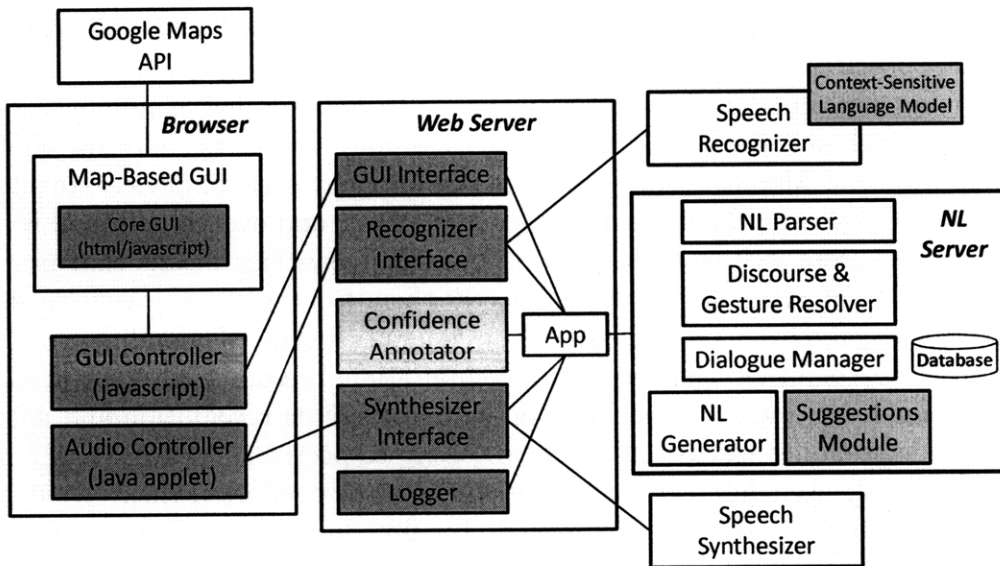 Google Maps
API
Browser
Map-Based GUI
Core GUI
(html/javascript)
GUI Controller
(javascript)
Audio Controller
(Java applet)
Web Server
GUI Interface
Recognizer
Interface
Confidence
Annotator
App
Synthesizer
Interface
Logger
Context-Sensitive
Language Model
Speech
Recognizer
NL
Server
NL Parser
Discourse &
Gesture Resolver
Dialogue Manager
Database
NL
Generator
Suggestions
Module
Speech
Synthesizer